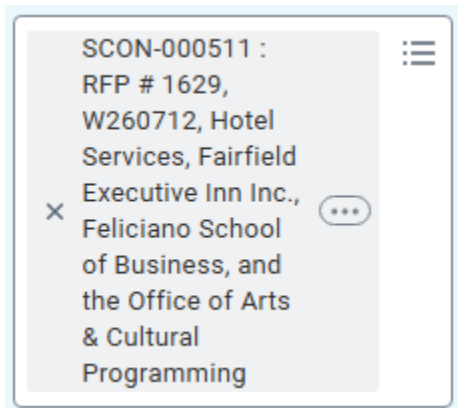 SCON-000511 :
RFP # 1629,
W260712, Hotel
Services, Fairfield
Executive Inn Inc.,
Feliciano School
of Business, and
the Office of Arts
& Cultural
Programming